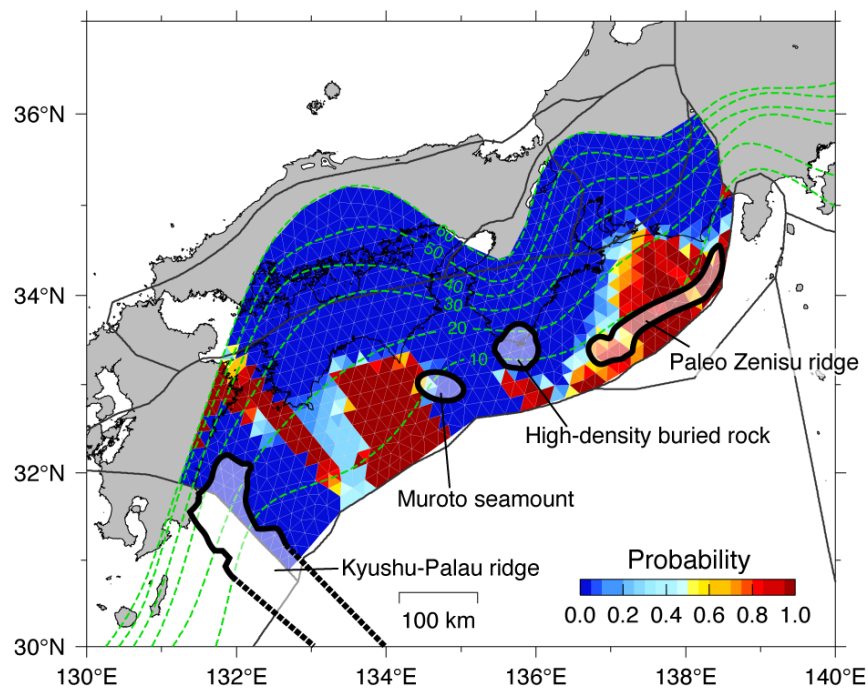 36°N
34°N
32°N
30°N
130°E
132°E
134°E
136°E
138°E
140°E
60
50
40
30
20
10
Paleo Zenisu ridge
High-density buried rock
Muroto seamount
Kyushu-Palau ridge
100 km
Probability
0.0 0.2 0.4 0.6 0.8 1.0